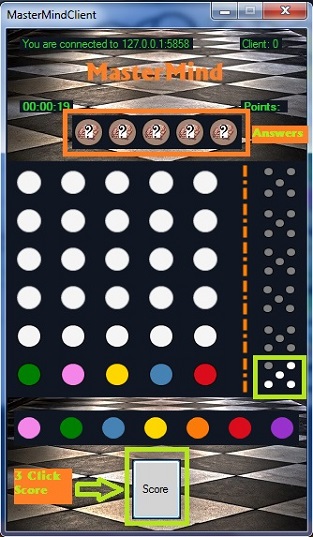 MasterMindClient
You are connected to 127.0.0.1:5858 Client: 0
MasterMind
00:00:19 Points:
? ? ? ? ?
Answers
3 Click
Score
Score